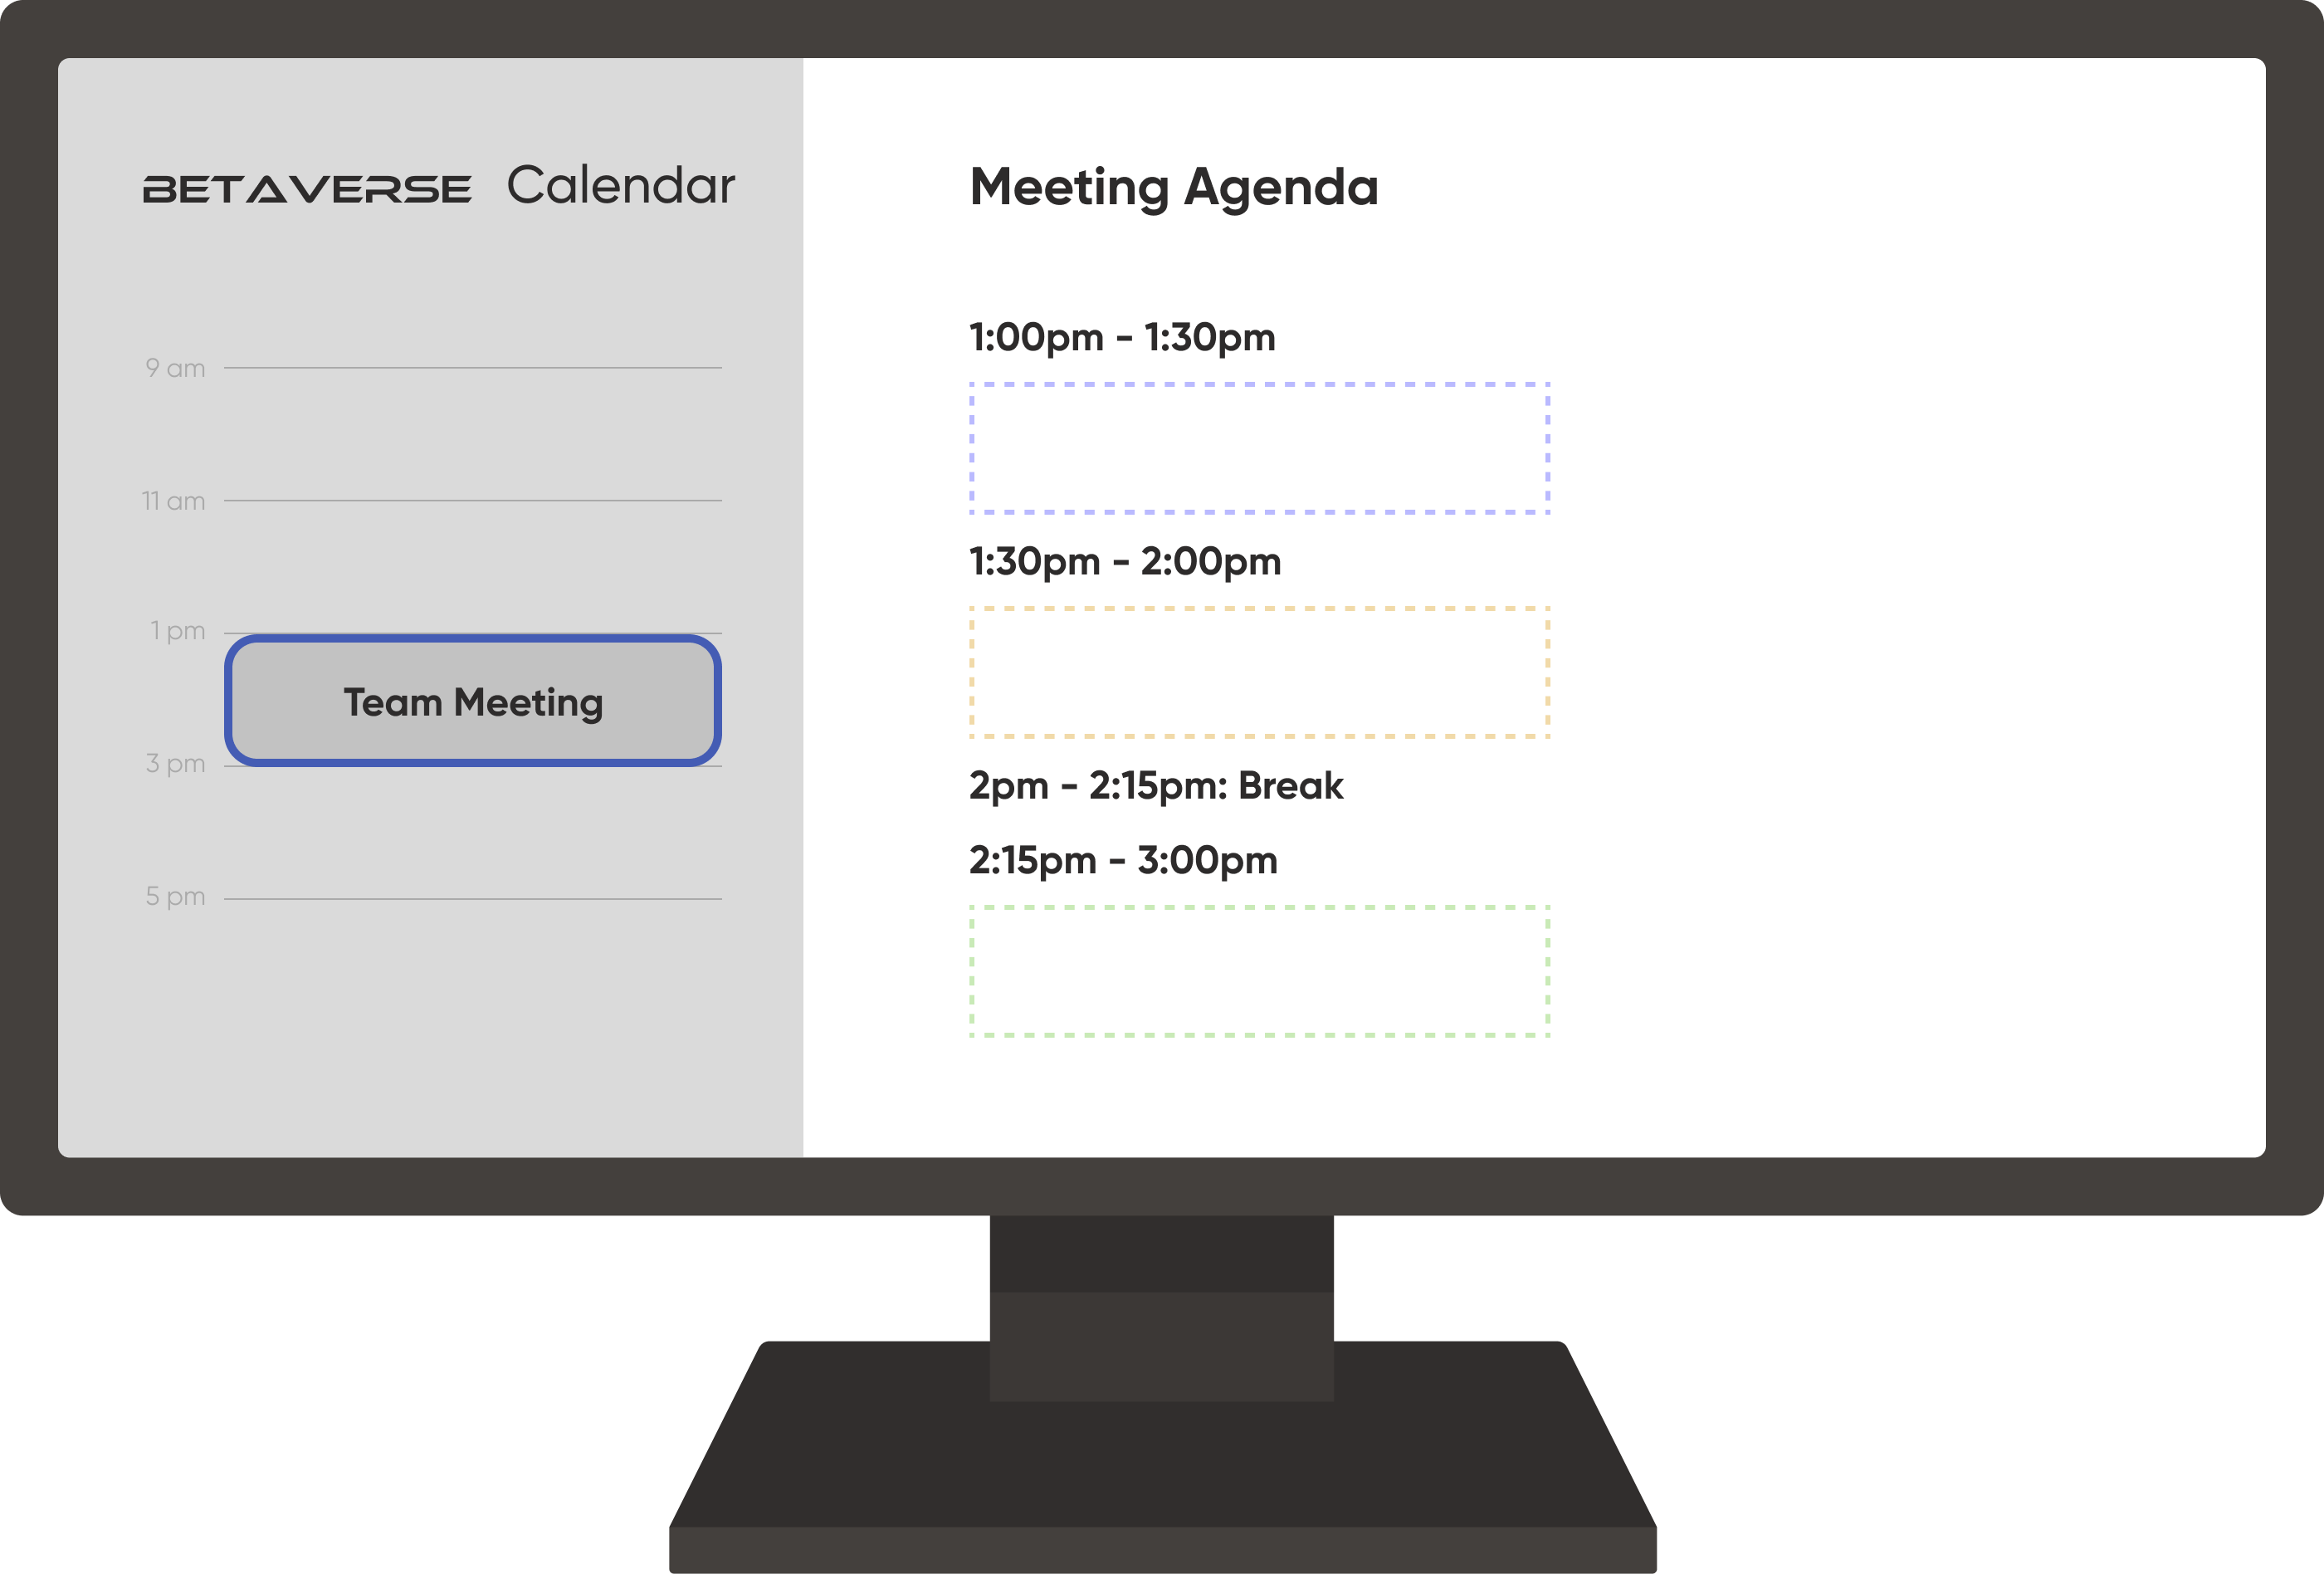 BETAVERSE Calendar
9 am
11 am
1 pm
Team Meeting
3 pm
5 pm
Meeting Agenda
1:00pm - 1:30pm
1:30pm - 2:00pm
2pm - 2:15pm: Break
2:15pm - 3:00pm